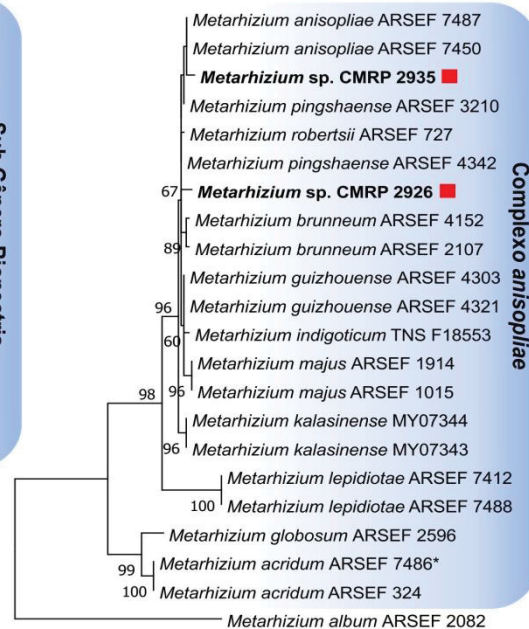 Metarhizium anisopliae ARSEF 7487
Metarhizium anisopliae ARSEF 7450
Metarhizium sp. CMRP 2935
Metarhizium pingshaense ARSEF 3210
Metarhizium robertsii ARSEF 727
Metarhizium pingshaense ARSEF 4342
67
Metarhizium sp. CMRP 2926
Metarhizium brunneum ARSEF 4152
89
Metarhizium brunneum ARSEF 2107
Metarhizium guizhouense ARSEF 4303
96
Metarhizium guizhouense ARSEF 4321
60
Metarhizium indigoticum TNS F18553
Metarhizium majus ARSEF 1914
98
96
Metarhizium majus ARSEF 1015
Metarhizium kalasinense MY07344
96
Metarhizium kalasinense MY07343
Metarhizium lepidiotae ARSEF 7412
100
Metarhizium lepidiotae ARSEF 7488
Metarhizium globosum ARSEF 2596
99
Metarhizium acridum ARSEF 7486*
100
Metarhizium acridum ARSEF 324
Metarhizium album ARSEF 2082
Complexo anisopliae